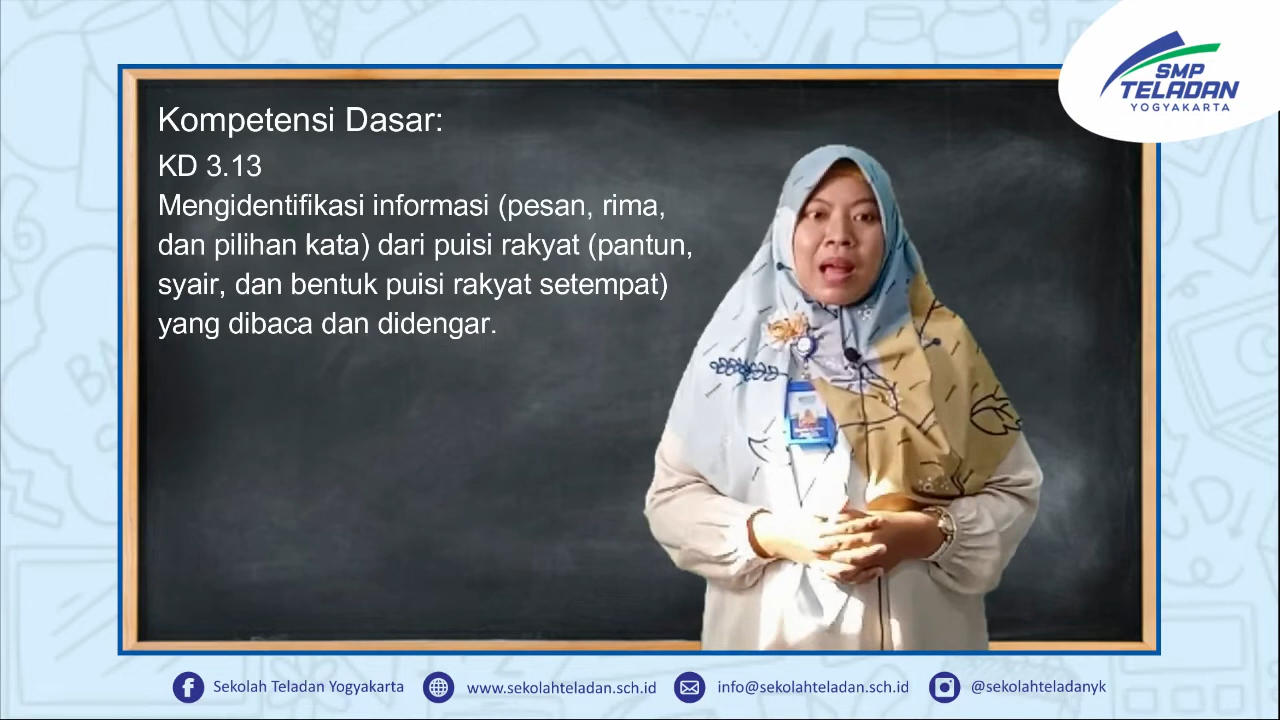 SMP
TELADAN
YOGYAKARTA
Kompetensi Dasar:
KD 3.13
Mengidentifikasi informasi (pesan, rima,
dan pilihan kata) dari puisi rakyat (pantun,
syair, dan bentuk puisi rakyat setempat)
yang dibaca dan didengar.
Sekolah Teladan Yogyakarta
www.sekolahteladan.sch.id
info@sekolahteladan.sch.id
@sekolahteladanyk